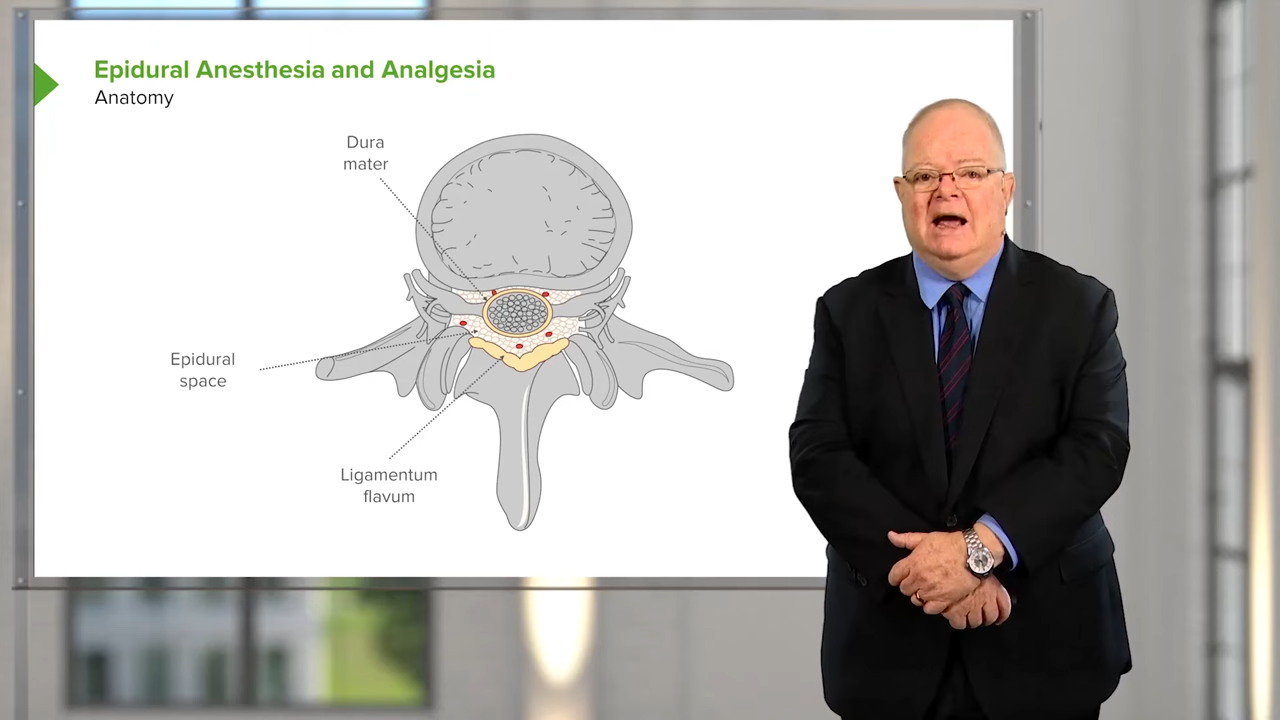 Epidural Anesthesia and Analgesia
Anatomy
Dura
mater
Epidural
space
Ligamentum
flavum